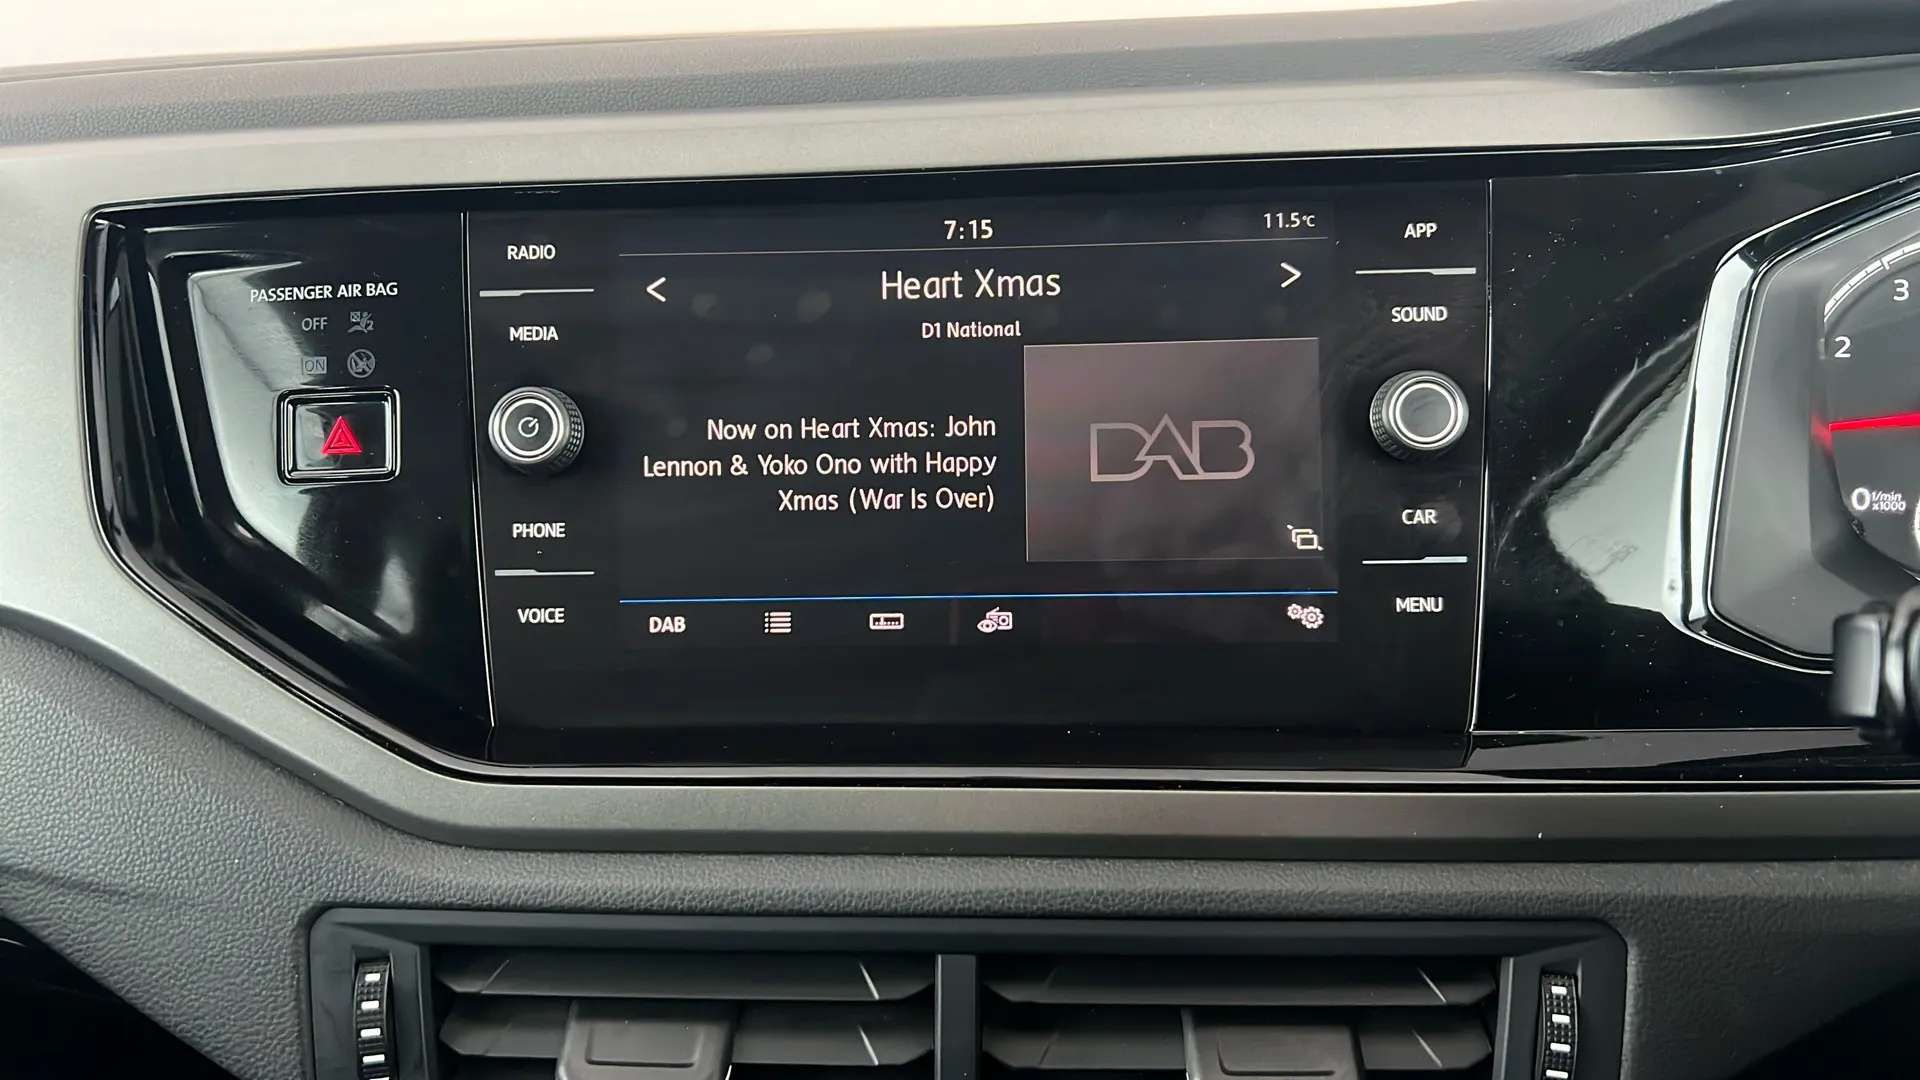 PASSENGER AIR BAG
OFF
ON
RADIO
MEDIA
PHONE
VOICE
7:15
11.5°C
Heart Xmas
D1 National
Now on Heart Xmas: John
Lennon & Yoko Ono with Happy
Xmas (War Is Over)
DAB
DAB
APP
SOUND
CAR
MENU
3
2
0 1/min
x1000